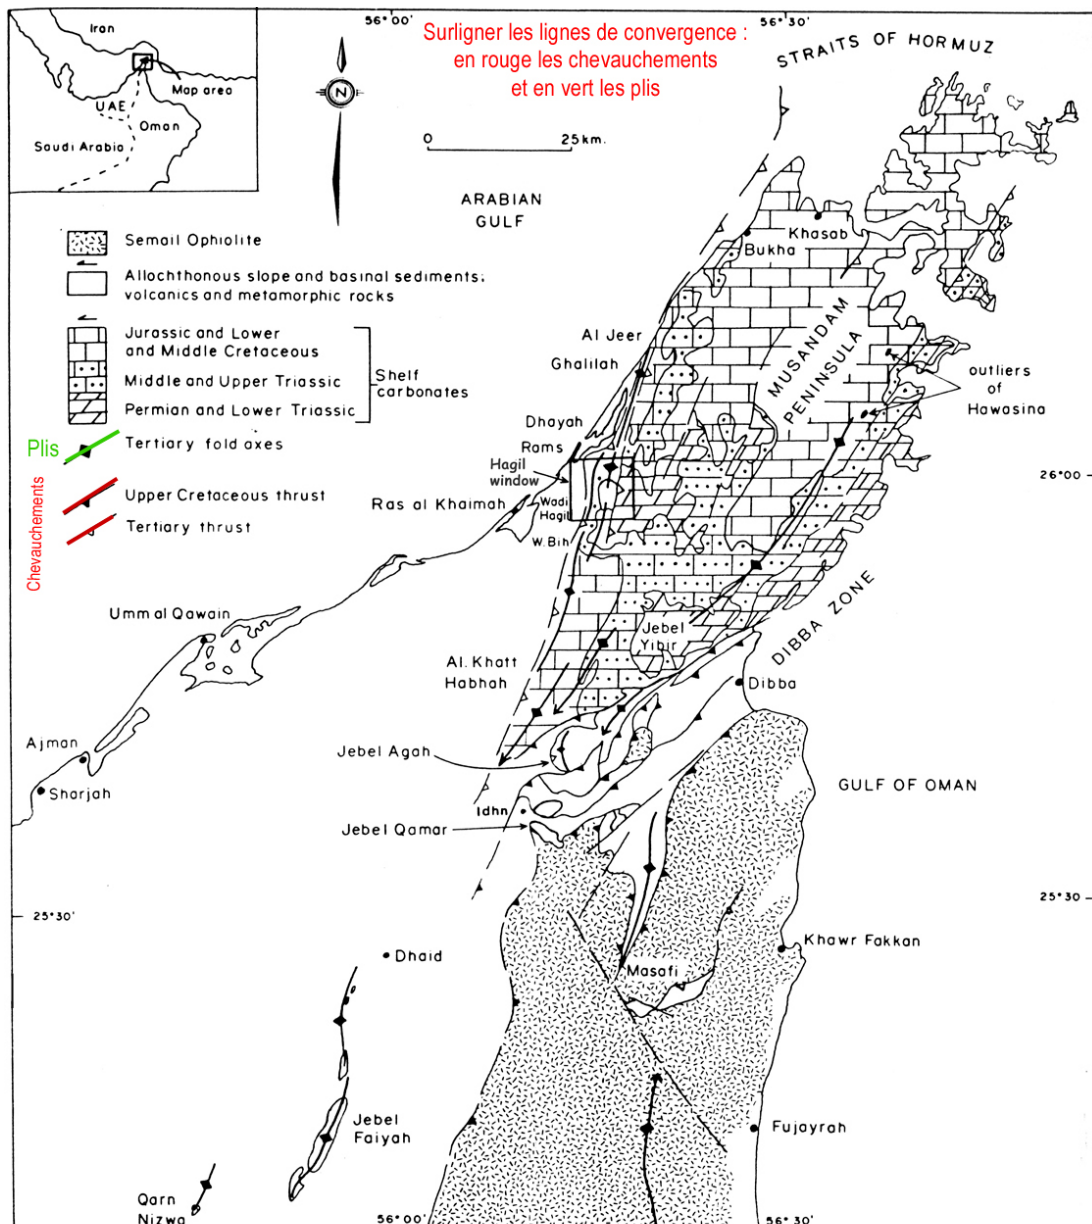 56°00'
56°30'
Iran
UAE
Map area
Oman
Saudi Arabia
Surligner les lignes de convergence :
en rouge les chevauchements
et en vert les plis
STRAITS OF HORMUZ
N
0 25 km.
ARABIAN
GULF
Semail Ophiolite
Allochthonous slope and basinal sediments;
volcanics and metamorphic rocks
Jurassic and Lower
and Middle Cretaceous
Middle and Upper Triassic
Permian and Lower Triassic
Shelf
carbonates
Plis
Tertiary fold axes
Chevauchements
Upper Cretaceous thrust
Tertiary thrust
Khasab
Bukha
Al Jeer
Ghalilah
MUSANDAM
PENINSULA
outliers
of
Hawasina
Dhayah
Rams
Hagil
window
Wadi
Hagil
Ras al Khaimah
W. Bih
26°00'
Umm al Qawain
DIBBA ZONE
Jebel
Yibir
Al. Khatt
Habhah
Dibba
Ajman
Sharjah
Jebel Agah
GULF OF OMAN
Idhn
Jebel Qamar
25°30'
25°30'
Dhaid
Khawr Fakkan
Masafi
Jebel
Faiyah
Fujayrah
Qarn
Nizwa
56°00'
56°30'